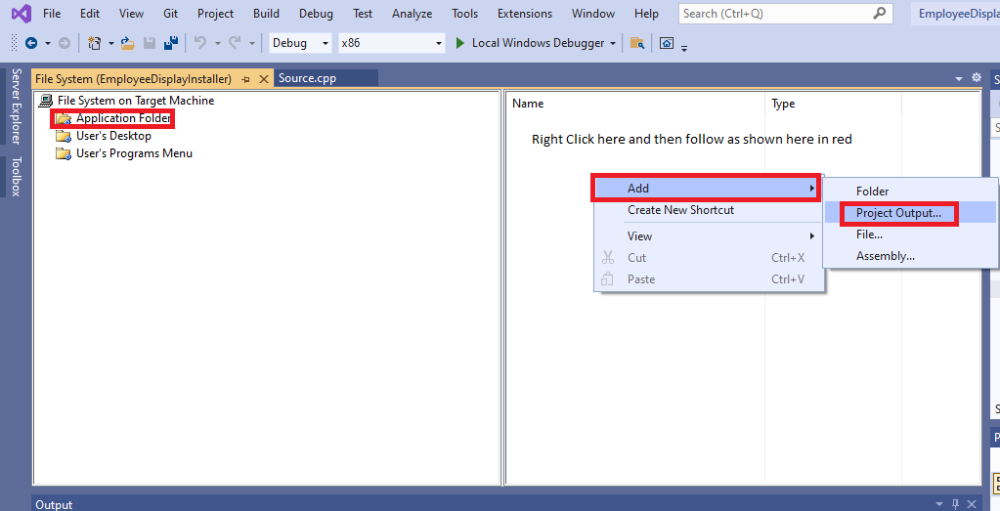 File Edit View Git Project Build Debug Test Analyze Tools Extensions Window Help Search (Ctrl+Q) EmployeeDispla
Debug x86 Local Windows Debugger
Server Explorer
Toolbox
File System (EmployeeDisplayInstaller) Source.cpp
File System on Target Machine
Application Folder
User's Desktop
User's Programs Menu
Name Type
Right Click here and then follow as shown here in red
Add
Create New Shortcut
View
Cut Ctrl+X
Paste Ctrl+V
Folder
Project Output...
File...
Assembly...
Output